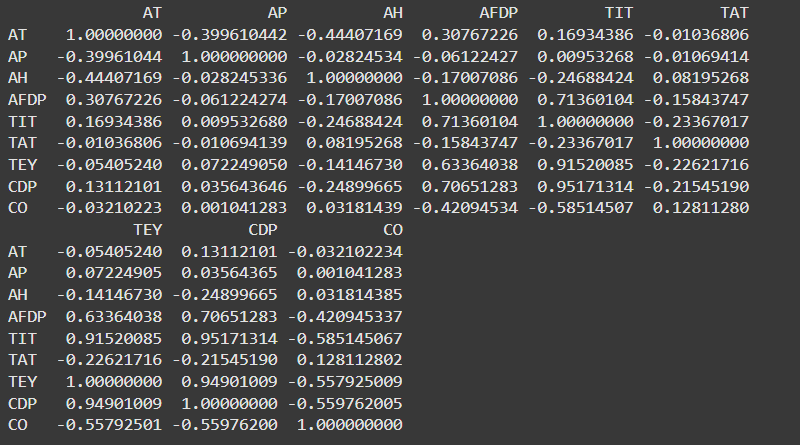 AT AP AH AFDP TIT TAT
AT 1.00000000 -0.399610442 -0.44407169 0.30767226 0.16934386 -0.01036806
AP -0.39961044 1.000000000 -0.02824534 -0.06122427 0.00953268 -0.01069414
AH -0.44407169 -0.028245336 1.00000000 -0.17007086 -0.24688424 0.08195268
AFDP 0.30767226 -0.061224274 -0.17007086 1.00000000 0.71360104 -0.15843747
TIT 0.16934386 0.009532680 -0.24688424 0.71360104 1.00000000 -0.23367017
TAT -0.01036806 -0.010694139 0.08195268 -0.15843747 -0.23367017 1.00000000
TEY -0.05405240 0.072249050 -0.14146730 0.63364038 0.91520085 -0.22621716
CDP 0.13112101 0.035643646 -0.24899665 0.70651283 0.95171314 -0.21545190
CO -0.03210223 0.001041283 0.03181439 -0.42094534 -0.58514507 0.12811280
TEY CDP CO
AT -0.05405240 0.13112101 -0.032102234
AP 0.07224905 0.03564365 0.001041283
AH -0.14146730 -0.24899665 0.031814385
AFDP 0.63364038 0.70651283 -0.420945337
TIT 0.91520085 0.95171314 -0.585145067
TAT -0.22621716 -0.21545190 0.128112802
TEY 1.00000000 0.94901009 -0.557925009
CDP 0.94901009 1.00000000 -0.559762005
CO -0.55792501 -0.55976200 1.000000000